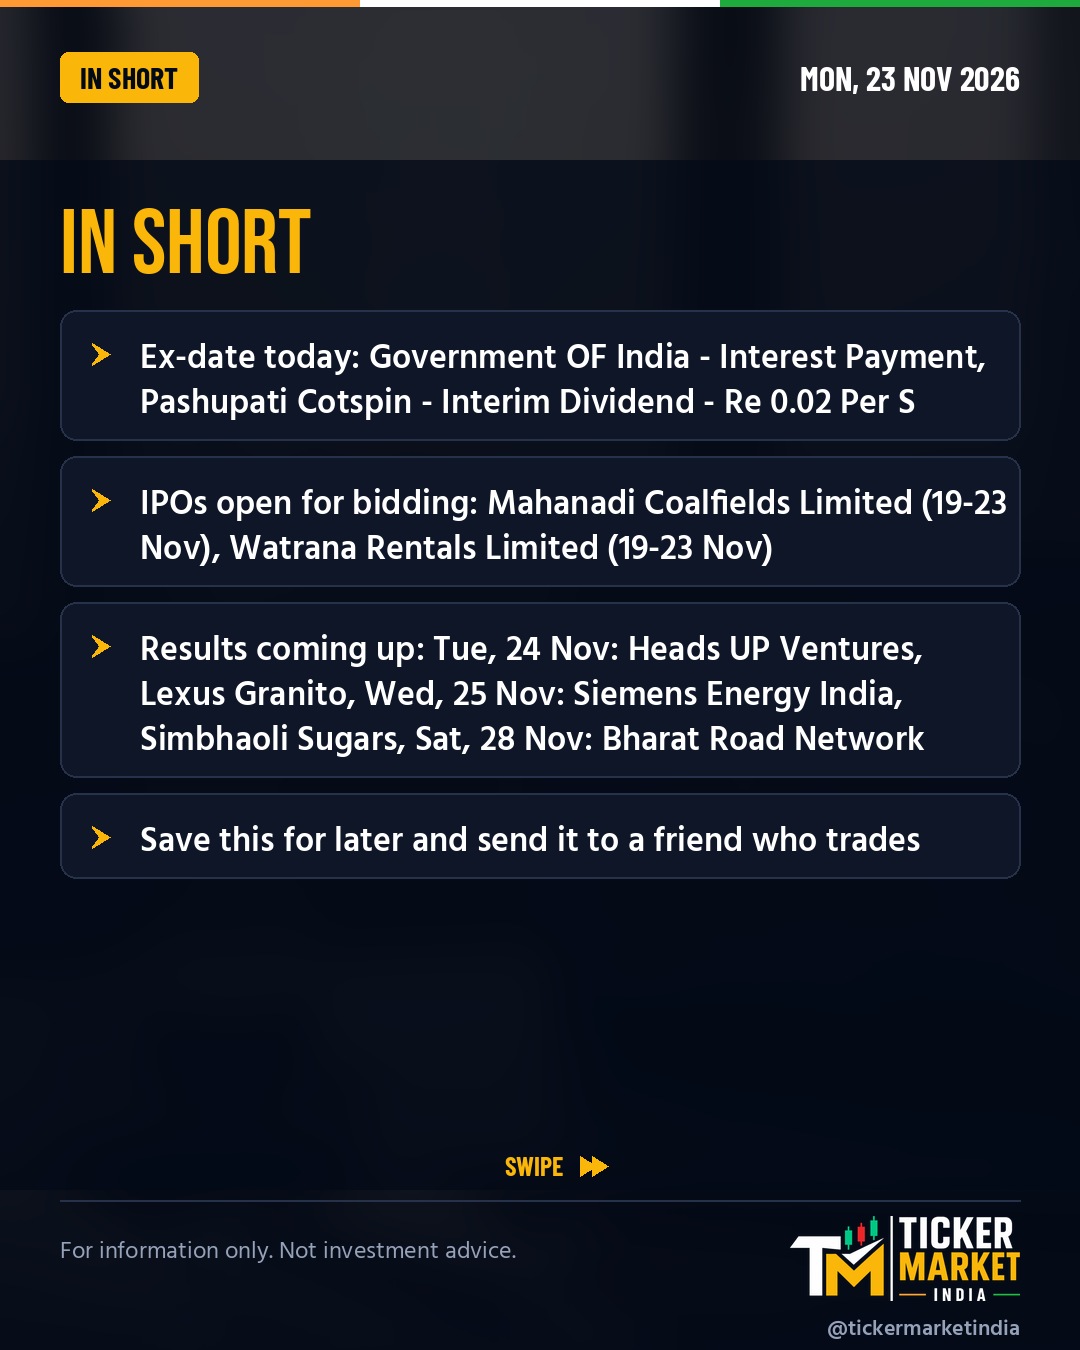 IN SHORT
MON, 23 NOV 2026
IN SHORT
Ex-date today: Government OF India - Interest Payment,
Pashupati Cotspin - Interim Dividend - Re 0.02 Per S
IPOs open for bidding: Mahanadi Coalfields Limited (19-23
Nov), Watrana Rentals Limited (19-23 Nov)
Results coming up: Tue, 24 Nov: Heads UP Ventures,
Lexus Granito, Wed, 25 Nov: Siemens Energy India,
Simbhaoli Sugars, Sat, 28 Nov: Bharat Road Network
Save this for later and send it to a friend who trades
SWIPE
For information only. Not investment advice.
TM
TICKER
MARKET
INDIA
@tickermarketindia